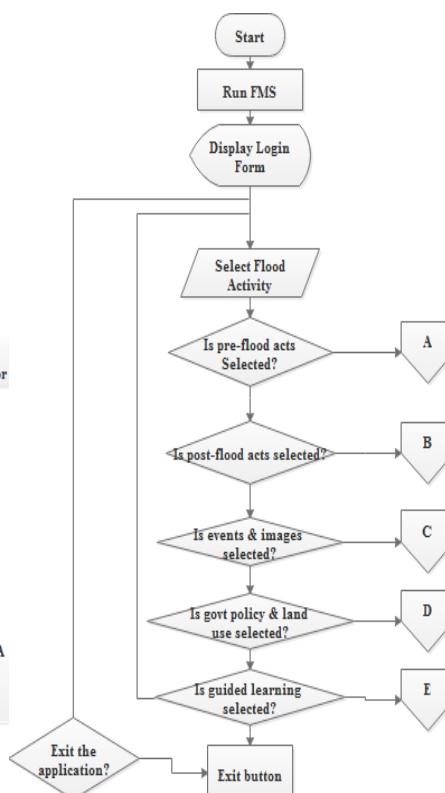 Start
Run FMS
Display Login
Form
Select Flood
Activity
Is pre-flood acts
Selected?
A
Is post-flood acts selected?
B
Is events & images
selected?
C
Is govt policy & land
use selected?
D
Is guided learning
selected?
E
Exit the
application?
Exit button
or
A